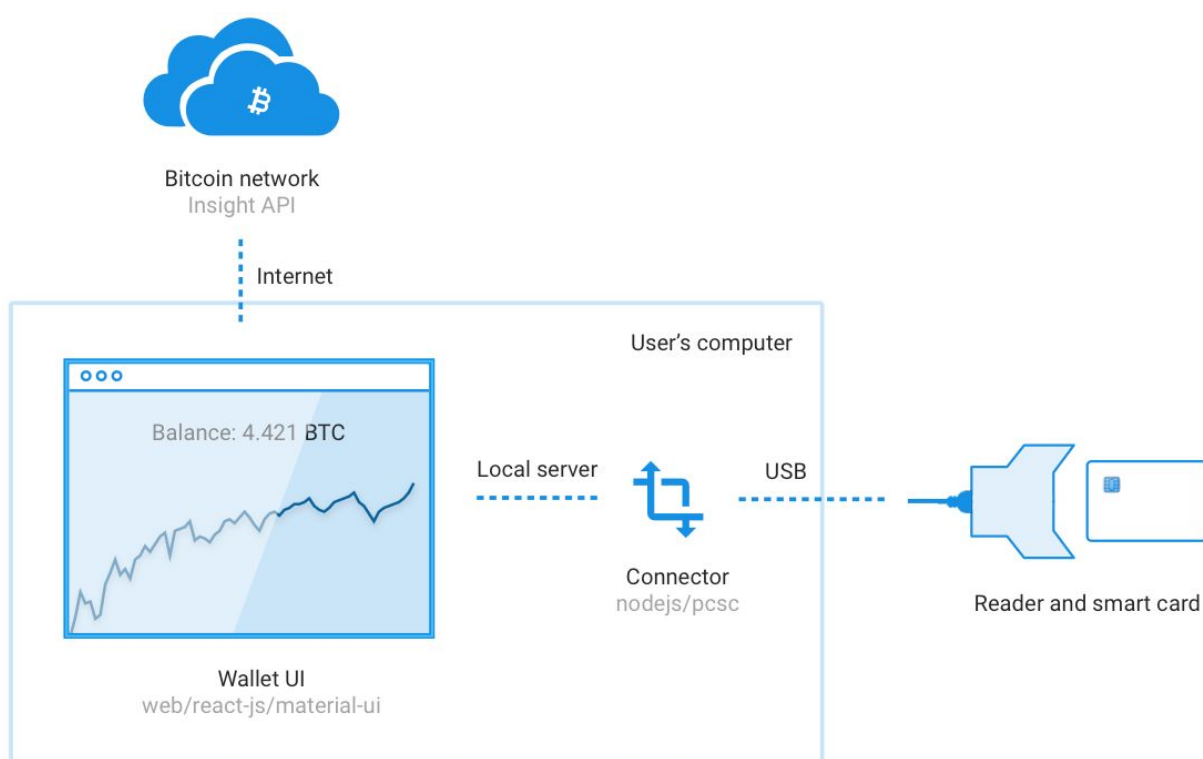 Bitcoin network
Insight API
Internet
User's computer
Balance: 4.421 BTC
Local server
USB
Connector
nodejs/pcsc
Reader and smart card
Wallet UI
web/react-js/material-ui